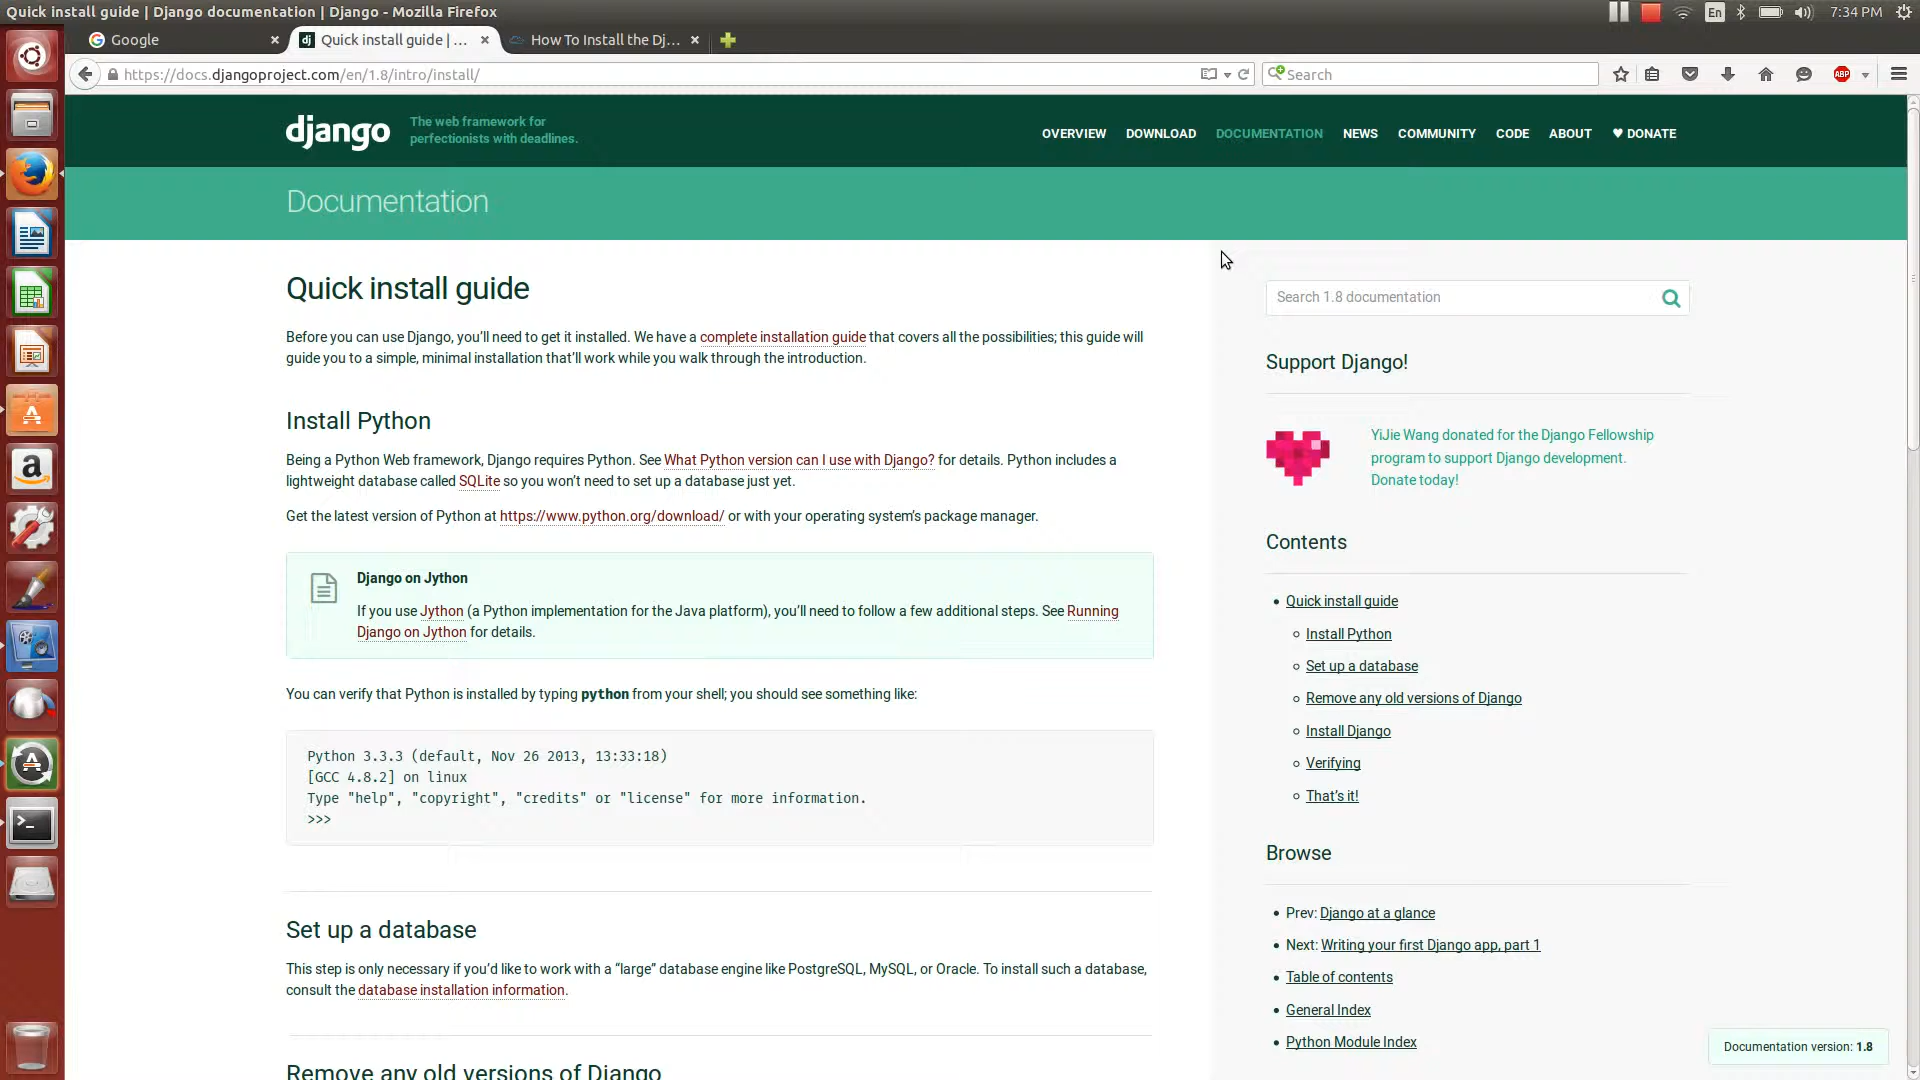 Quick install guide | Django documentation | Django - Mozilla Firefox
En
7:34 PM
Google
Quick install guide | ...
How To Install the Dj...
https://docs.djangoproject.com/en/1.8/intro/install/
Search
ABP
django
The web framework for
perfectionists with deadlines.
OVERVIEW DOWNLOAD DOCUMENTATION NEWS COMMUNITY CODE ABOUT ♥ DONATE
Documentation
Quick install guide
Before you can use Django, you’ll need to get it installed. We have a complete installation guide that covers all the possibilities; this guide will
guide you to a simple, minimal installation that’ll work while you walk through the introduction.
Install Python
Being a Python Web framework, Django requires Python. See What Python version can I use with Django? for details. Python includes a
lightweight database called SQLite so you won’t need to set up a database just yet.
Get the latest version of Python at https://www.python.org/download/ or with your operating system’s package manager.
Django on Jython
If you use Jython (a Python implementation for the Java platform), you’ll need to follow a few additional steps. See Running
Django on Jython for details.
You can verify that Python is installed by typing python from your shell; you should see something like:
Python 3.3.3 (default, Nov 26 2013, 13:33:18)
[GCC 4.8.2] on linux
Type "help", "copyright", "credits" or "license" for more information.
>>>
Set up a database
This step is only necessary if you’d like to work with a “large” database engine like PostgreSQL, MySQL, or Oracle. To install such a database,
consult the database installation information.
Remove any old versions of Django
Search 1.8 documentation
Support Django!
YiJie Wang donated for the Django Fellowship
program to support Django development.
Donate today!
Contents
Quick install guide
Install Python
Set up a database
Remove any old versions of Django
Install Django
Verifying
That’s it!
Browse
Prev: Django at a glance
Next: Writing your first Django app, part 1
Table of contents
General Index
Python Module Index
Documentation version: 1.8